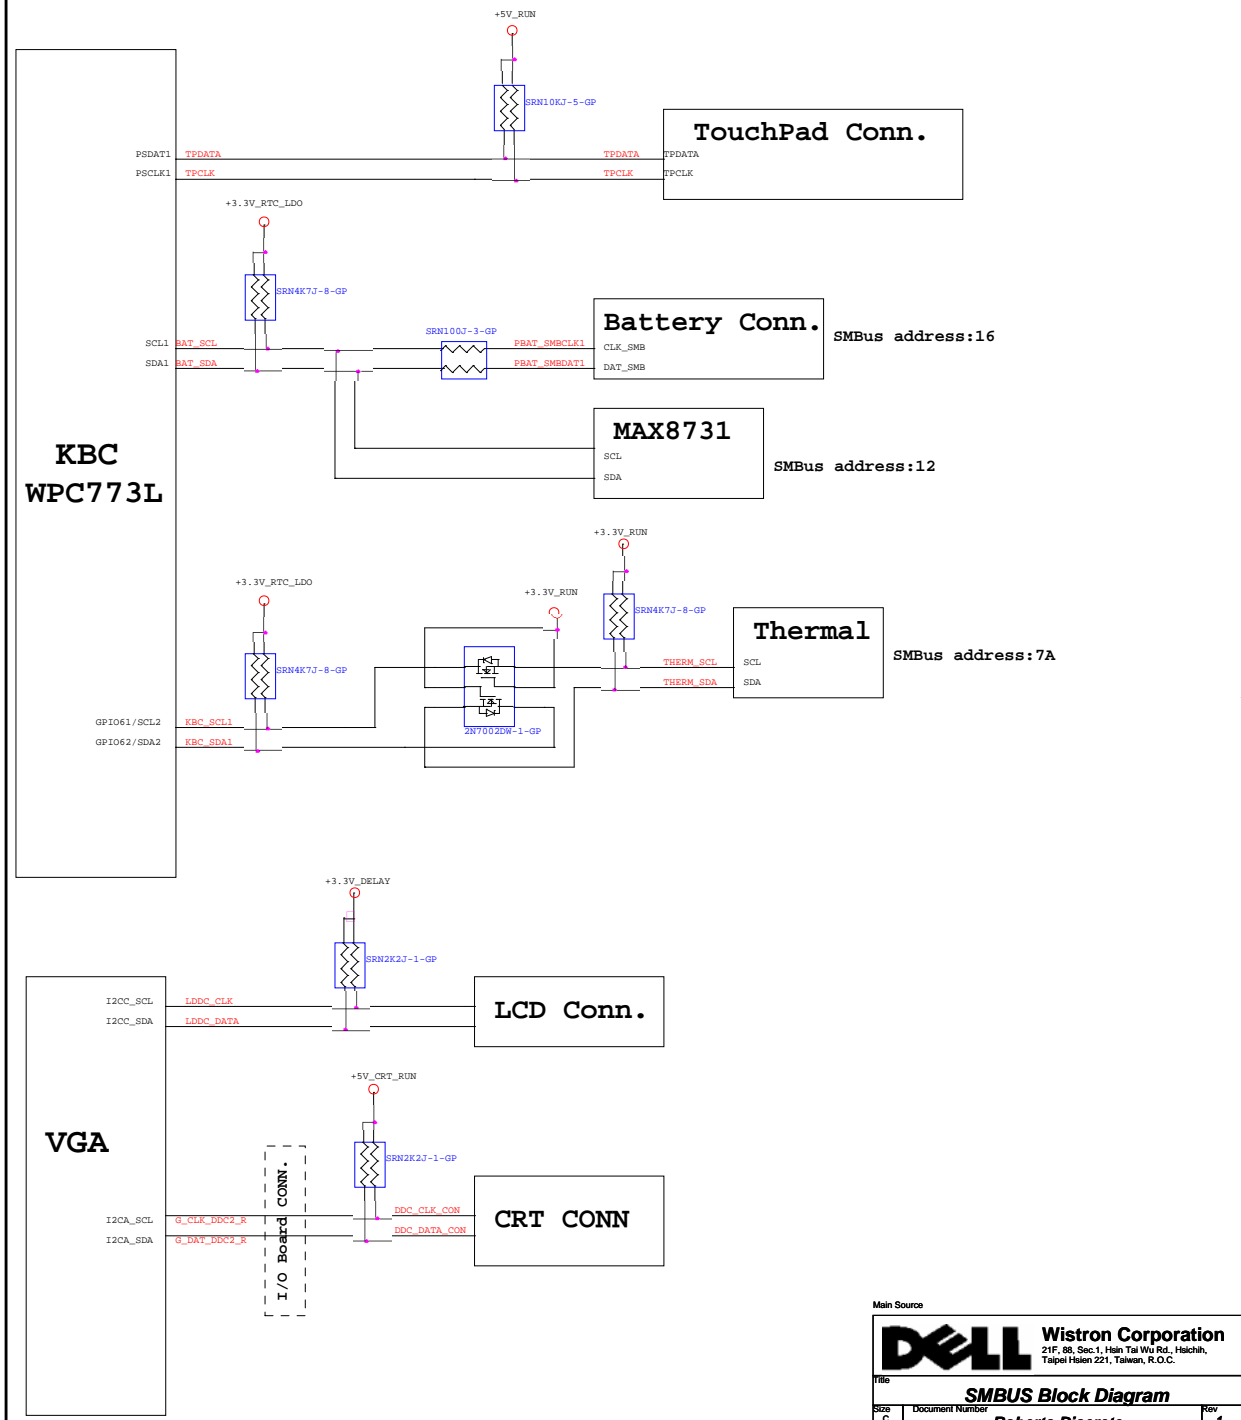 +5V_RUN
SRN10KJ-5-GP
TouchPad Conn.
PSDAT1 TPDATA TPDATA TPDATA
PSCLK1 TPCLK TPCLK TPCLK
+3.3V_RTC_LDO
SRN4K7J-8-GP
SRN100J-3-GP
Battery Conn.
SMBus address:16
SCL1 BAT_SCL PBAT_SMBCLK1 CLK_SMB
SDA1 BAT_SDA PBAT_SMBDAT1 DAT_SMB
MAX8731
SCL
SDA
SMBus address:12
KBC
WPC773L
+3.3V_RUN
+3.3V_RTC_LDO
+3.3V_RUN
SRN4K7J-8-GP
Thermal
SMBus address:7A
SRN4K7J-8-GP
THERM_SCL SCL
THERM_SDA SDA
GPIO61/SCL2 KBC_SCL1
2N7002DW-1-GP
GPIO62/SDA2 KBC_SDA1
+3.3V_DELAY
SRN2K2J-1-GP
I2CC_SCL LDDC_CLK
I2CC_SDA LDDC_DATA
LCD Conn.
+5V_CRT_RUN
VGA
SRN2K2J-1-GP
I/O Board CONN.
I2CA_SCL G_CLK_DDC2_R DDC_CLK_CON
I2CA_SDA G_DAT_DDC2_R DDC_DATA_CON
CRT CONN
Main Source
DELL
Wistron Corporation
21F, 88, Sec.1, Hsin Tai Wu Rd., Hsichih,
Taipei Hsien 221, Taiwan, R.O.C.
Title
SMBUS Block Diagram
Size Document Number Rev